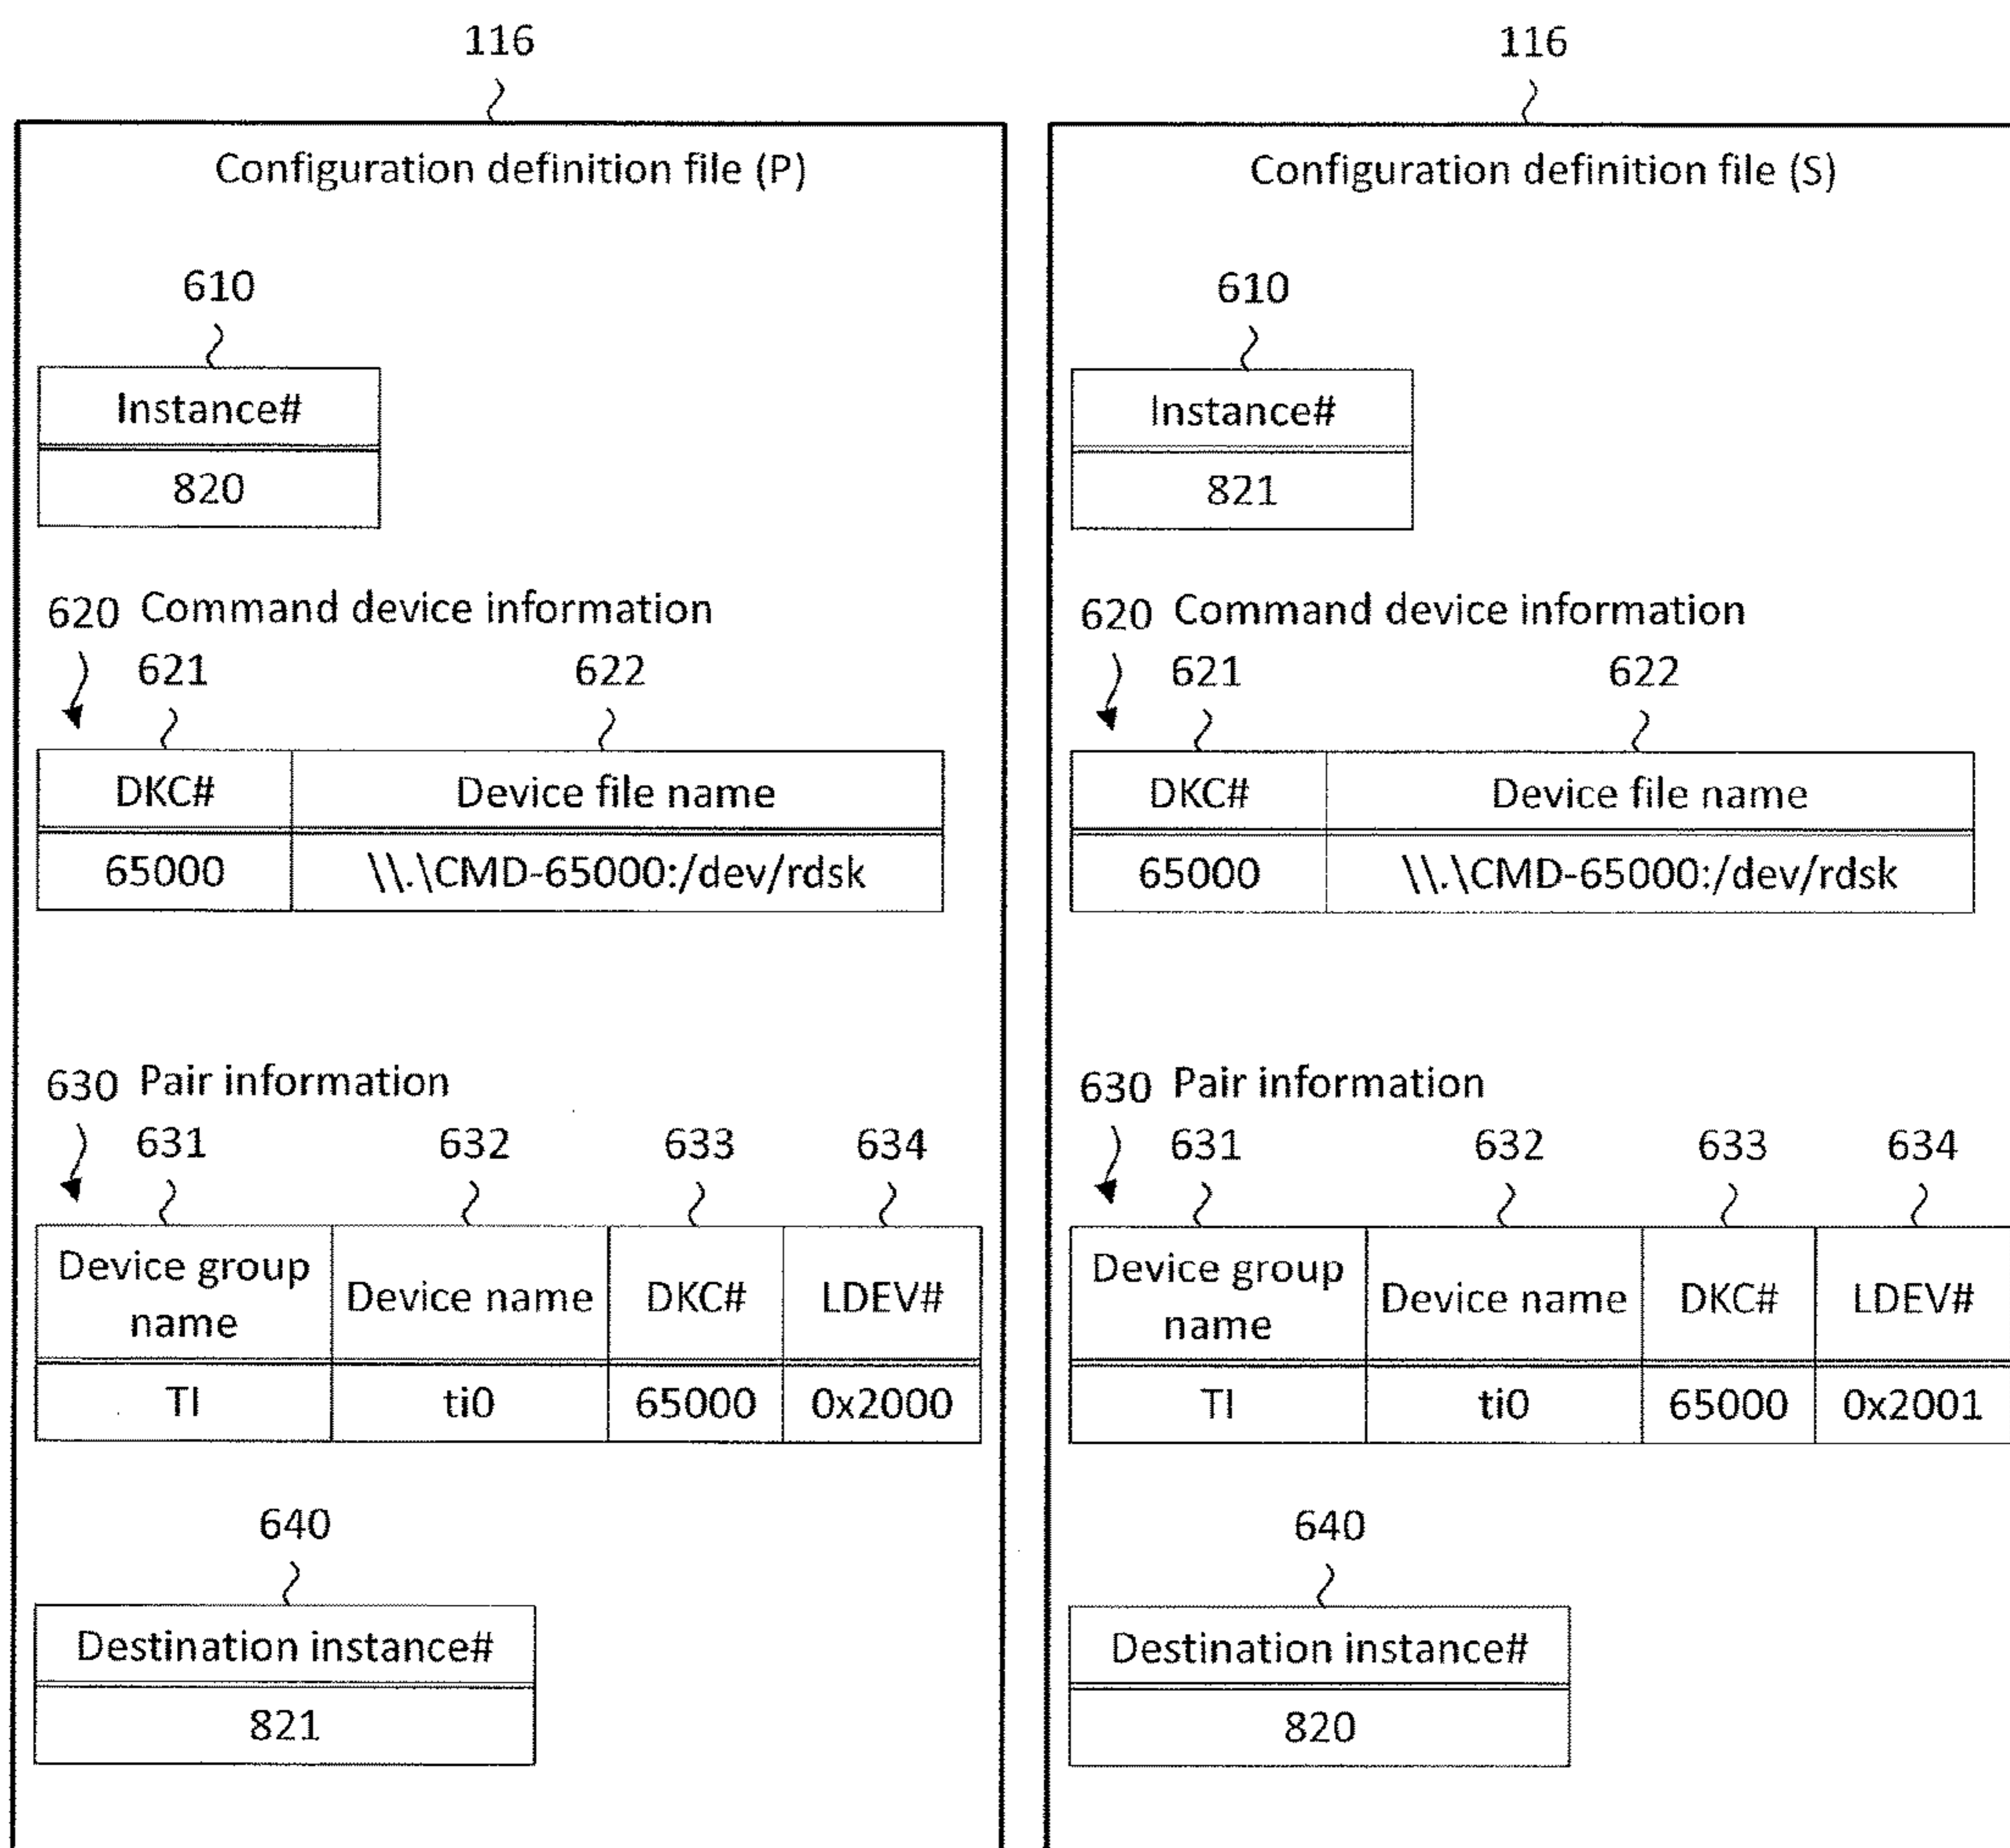 116
Configuration definition file (P)
610
Instance#
820
620 Command device information
621 622
DKC# Device file name
65000 \\.\CMD-65000:/dev/rdsk
630 Pair information
631 632 633 634
Device group name Device name DKC# LDEV#
TI ti0 65000 0x2000
640
Destination instance#
821
116
Configuration definition file (S)
610
Instance#
821
620 Command device information
621 622
DKC# Device file name
65000 \\.\CMD-65000:/dev/rdsk
630 Pair information
631 632 633 634
Device group name Device name DKC# LDEV#
TI ti0 65000 0x2001
640
Destination instance#
820